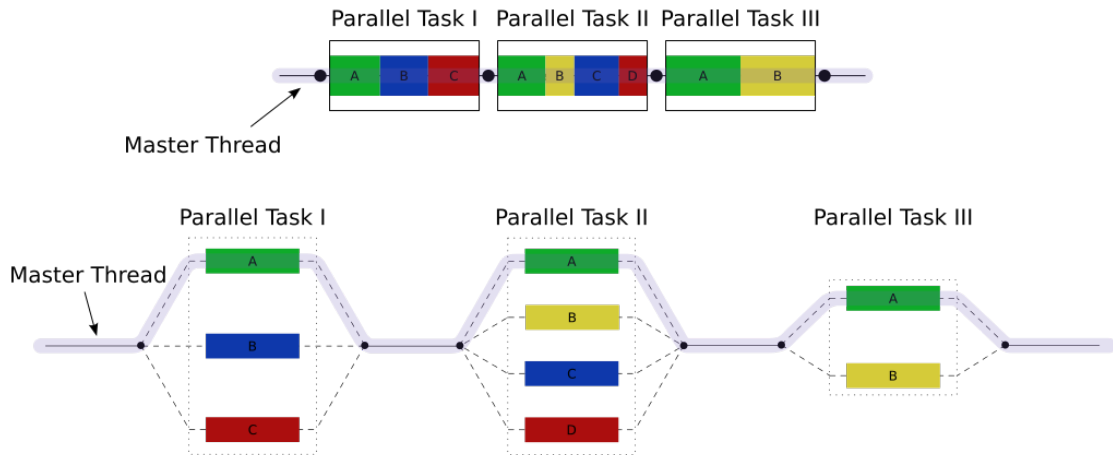 Parallel Task I Parallel Task II Parallel Task III
A B C A B C D A B
Master Thread
Parallel Task I Parallel Task II Parallel Task III
A A
Master Thread A
B
B
C B
C D